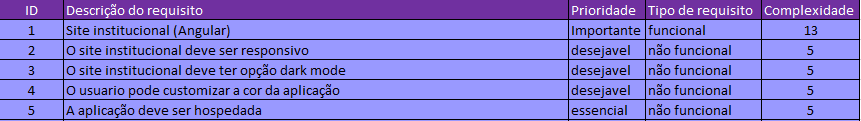 ID Descrição do requisito Prioridade Tipo de requisito Complexidade
1 Site institucional (Angular) Importante funcional 13
2 O site institucional deve ser responsivo desejavel não funcional 5
3 O site institucional deve ter opção dark mode desejavel não funcional 5
4 O usuario pode customizar a cor da aplicação desejavel não funcional 5
5 A aplicação deve ser hospedada essencial não funcional 5